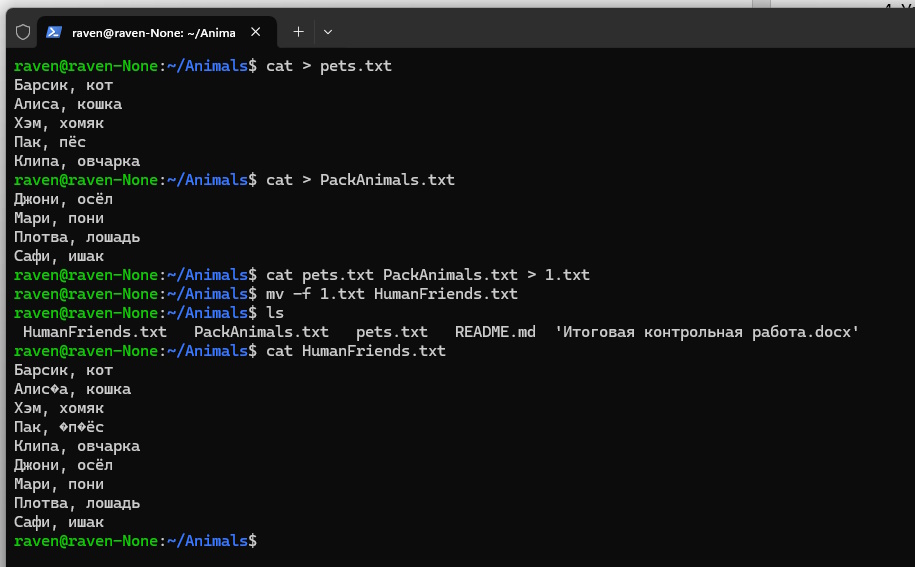 raven@raven-None: ~/Anima
raven@raven-None:~/Animals$ cat > pets.txt
Барсик, кот
Алиса, кошка
Хэм, хомяк
Пак, пёс
Клипа, овчарка
raven@raven-None:~/Animals$ cat > PackAnimals.txt
Джони, осёл
Мари, пони
Плотва, лошадь
Сафи, ишак
raven@raven-None:~/Animals$ cat pets.txt PackAnimals.txt > 1.txt
raven@raven-None:~/Animals$ mv -f 1.txt HumanFriends.txt
raven@raven-None:~/Animals$ ls
HumanFriends.txt PackAnimals.txt pets.txt README.md 'Итоговая контрольная работа.docx'
raven@raven-None:~/Animals$ cat HumanFriends.txt
Барсик, кот
Алис�а, кошка
Хэм, хомяк
Пак, �п�ёс
Клипа, овчарка
Джони, осёл
Мари, пони
Плотва, лошадь
Сафи, ишак
raven@raven-None:~/Animals$